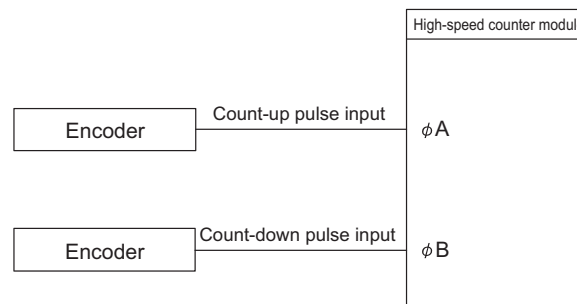 High-speed counter modul
Count-up pulse input
Encoder
φA
Count-down pulse input
Encoder
φB